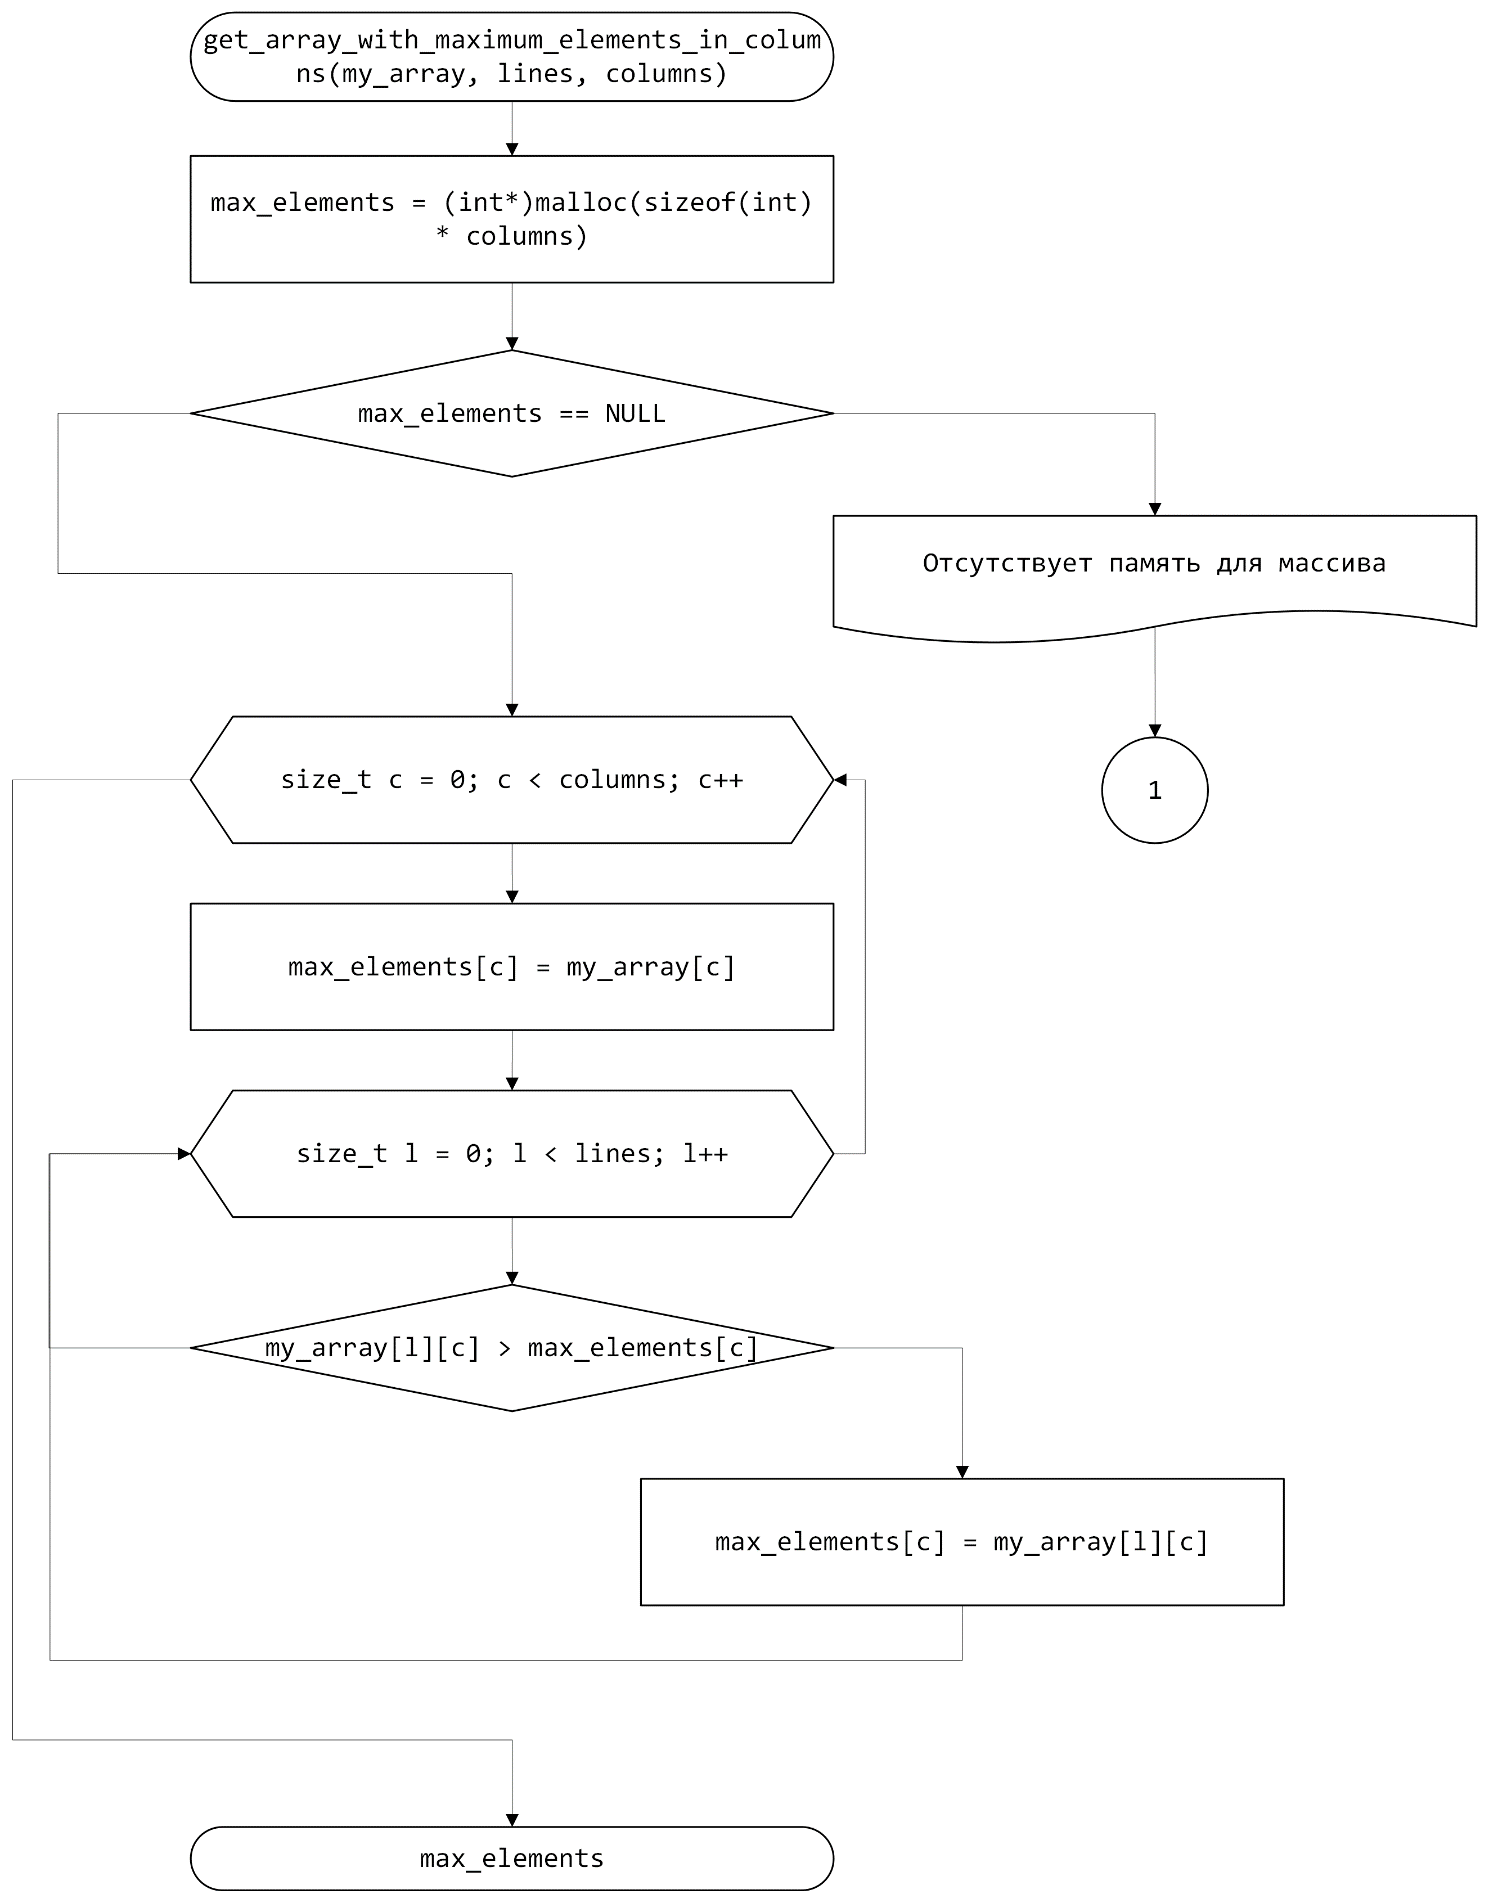 get_array_with_maximum_elements_in_colum
ns(my_array, lines, columns)
max_elements = (int*)malloc(sizeof(int)
* columns)
max_elements == NULL
Отсутствует память для массива
size_t c = 0; c < columns; c++
1
max_elements[c] = my_array[c]
size_t l = 0; l < lines; l++
my_array[l][c] > max_elements[c]
max_elements[c] = my_array[l][c]
max_elements